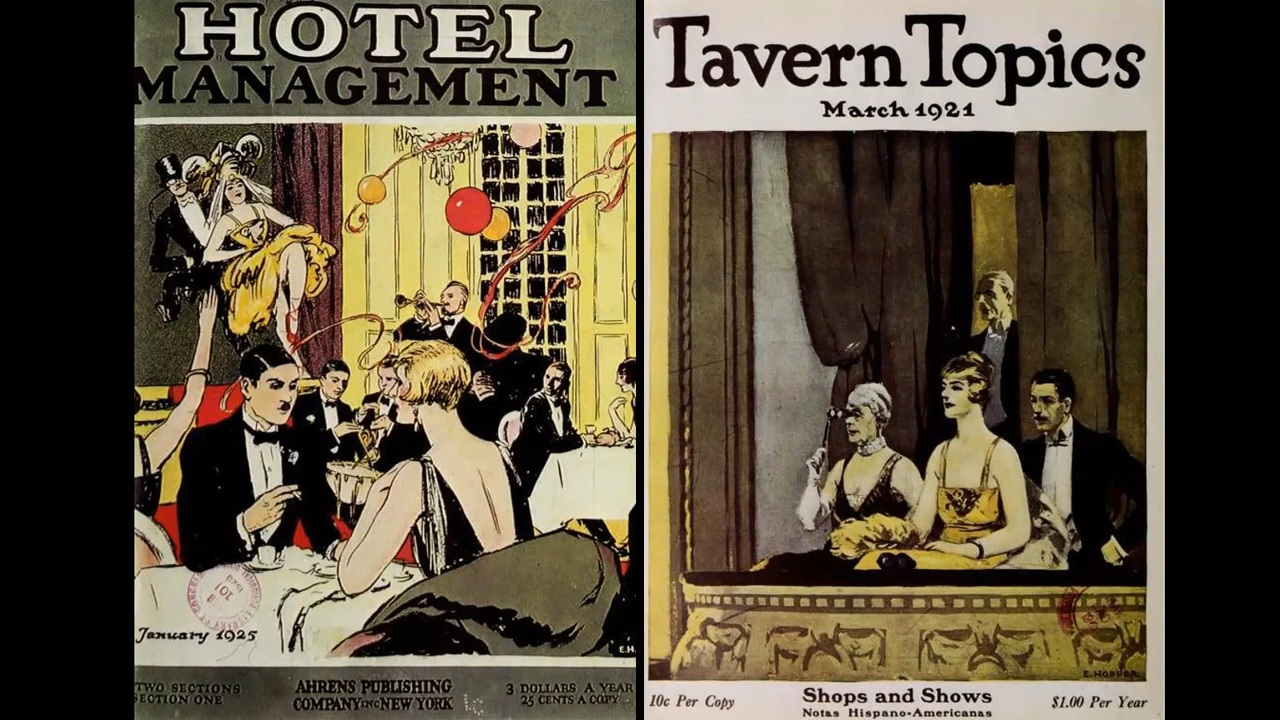 HOTEL
MANAGEMENT
January 1925
E.H.
TWO SECTIONS
SECTION ONE
AHRENS PUBLISHING
COMPANY INC NEW YORK
3 DOLLARS A YEAR
25 CENTS A COPY
Tavern Topics
March 1921
E. HOPPER.
10c Per Copy
Shops and Shows
Notas Hispano-Americanas
$1.00 Per Year